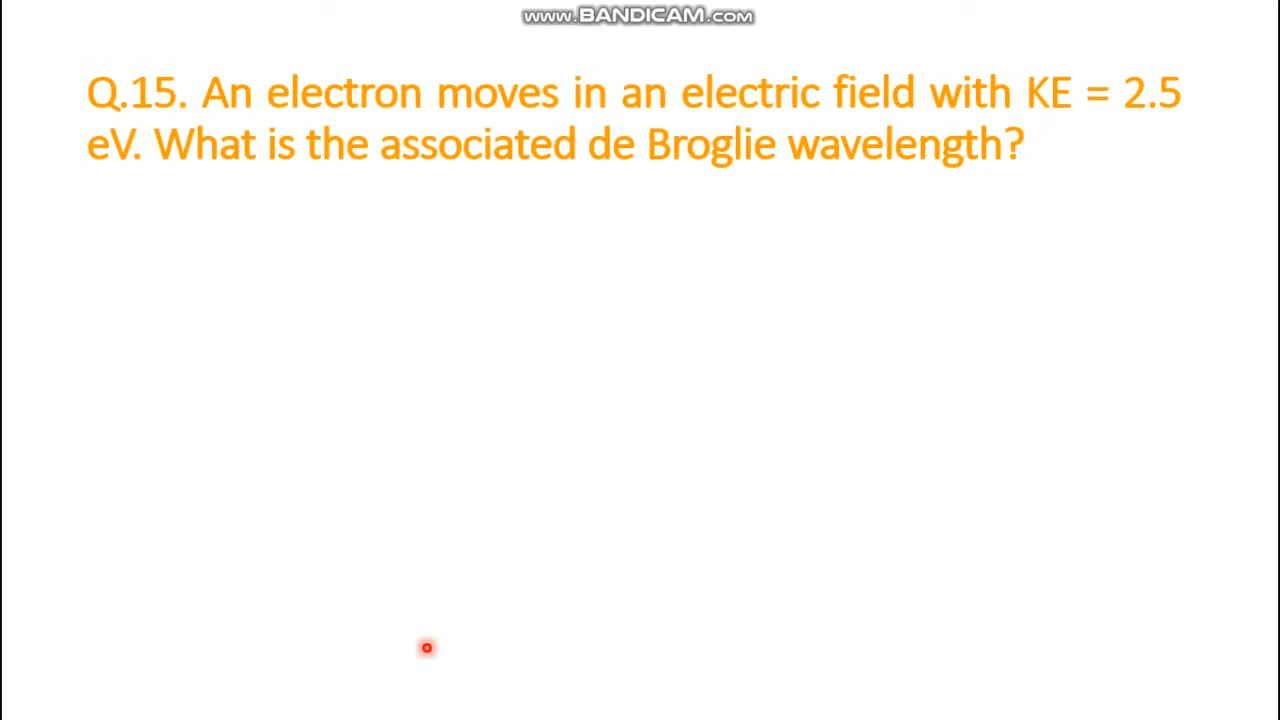 www.BANDICAM.com
Q.15. An electron moves in an electric field with KE = 2.5
eV. What is the associated de Broglie wavelength?